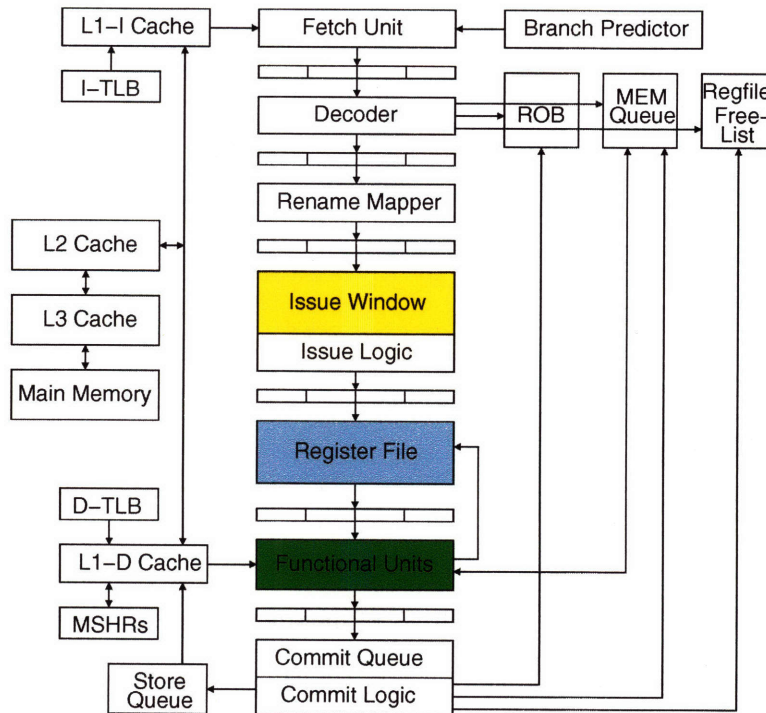 L1-I Cache
Fetch Unit
Branch Predictor
I-TLB
Decoder
ROB
MEM
Queue
Regfile
Free-
List
Rename Mapper
L2 Cache
Issue Window
L3 Cache
Issue Logic
Main Memory
Register File
D-TLB
L1-D Cache
Functional Units
MSHRs
Commit Queue
Store
Queue
Commit Logic